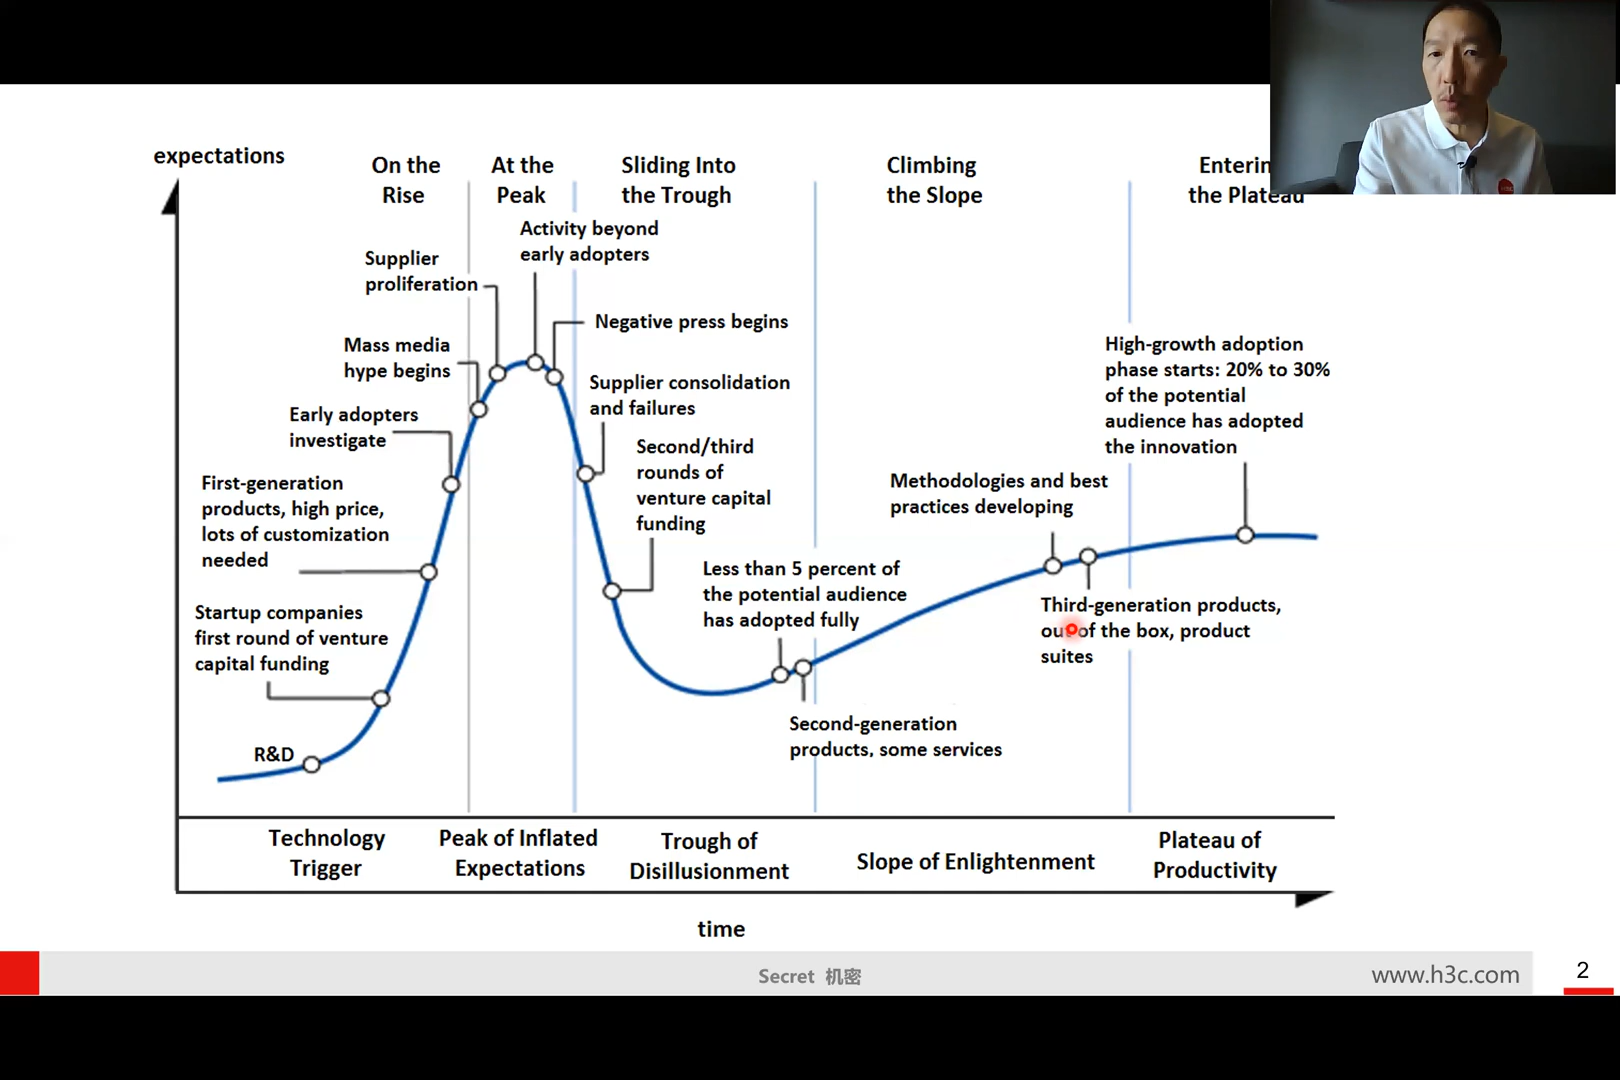 expectations
On the
Rise
At the
Peak
Sliding Into
the Trough
Climbing
the Slope
Enterin
the Plateau
Activity beyond
early adopters
Supplier
proliferation
Negative press begins
Mass media
hype begins
Supplier consolidation
and failures
Early adopters
investigate
Second/third
rounds of
venture capital
funding
First-generation
products, high price,
lots of customization
needed
Less than 5 percent of
the potential audience
has adopted fully
Startup companies
first round of venture
capital funding
R&D
Second-generation
products, some services
Methodologies and best
practices developing
Third-generation products,
out of the box, product
suites
High-growth adoption
phase starts: 20% to 30%
of the potential
audience has adopted
the innovation
Technology
Trigger
Peak of Inflated
Expectations
Trough of
Disillusionment
Slope of Enlightenment
Plateau of
Productivity
time
Secret 机密
www.h3c.com
2